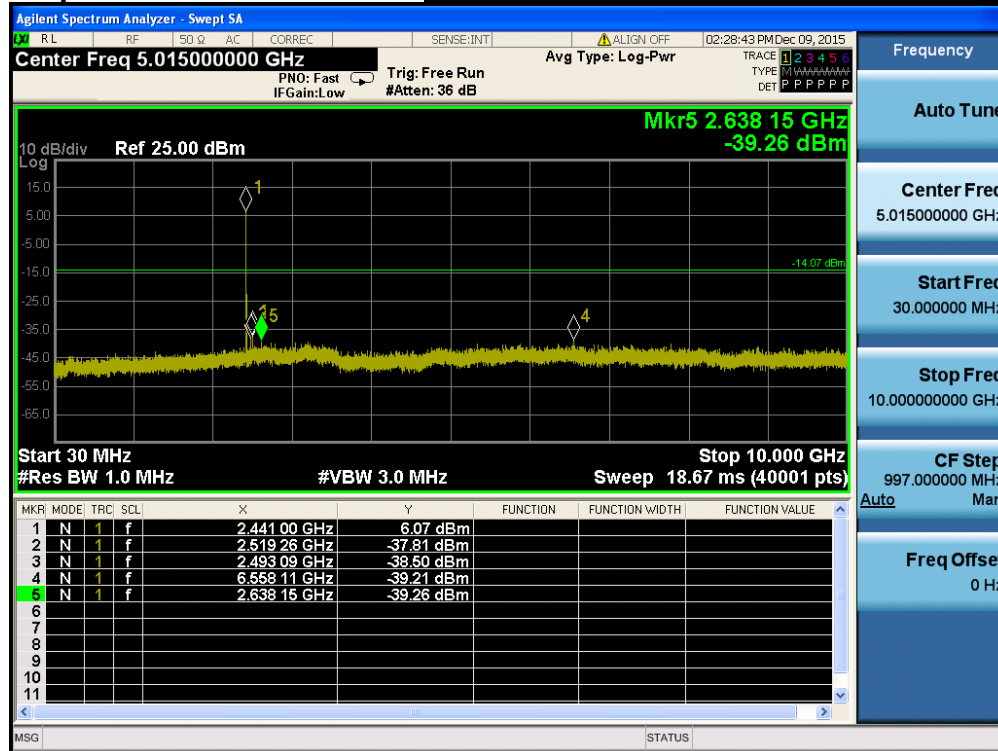 Agilent Spectrum Analyzer - Swept SA
LXI RL RF 50 Ω AC CORREC SENSE:INT ALIGN OFF 02:28:43 PM Dec 09, 2015
Center Freq 5.015000000 GHz
PNO: Fast
IFGain:Low
Trig: Free Run
#Atten: 36 dB
Avg Type: Log-Pwr
TRACE 1 2 3 4 5 6
TYPE M WWWWW
DET P P P P P P
Mkr5 2.638 15 GHz
-39.26 dBm
10 dB/div Ref 25.00 dBm
Log
15.0
5.00
-5.00
-15.0
-25.0
-35.0
-45.0
-55.0
-65.0
1
-14.07 dBm
5
4
Start 30 MHz Stop 10.000 GHz
#Res BW 1.0 MHz #VBW 3.0 MHz Sweep 18.67 ms (40001 pts)
MKR MODE TRC SCL X Y FUNCTION FUNCTION WIDTH FUNCTION VALUE
1 N 1 f 2.441 00 GHz 6.07 dBm
2 N 1 f 2.519 26 GHz -37.81 dBm
3 N 1 f 2.493 09 GHz -38.50 dBm
4 N 1 f 6.558 11 GHz -39.21 dBm
5 N 1 f 2.638 15 GHz -39.26 dBm
6
7
8
9
10
11
MSG STATUS
Frequency
Auto Tune
Center Freq
5.015000000 GHz
Start Freq
30.000000 MHz
Stop Freq
10.000000000 GHz
CF Step
997.000000 MHz
Auto Man
Freq Offset
0 Hz